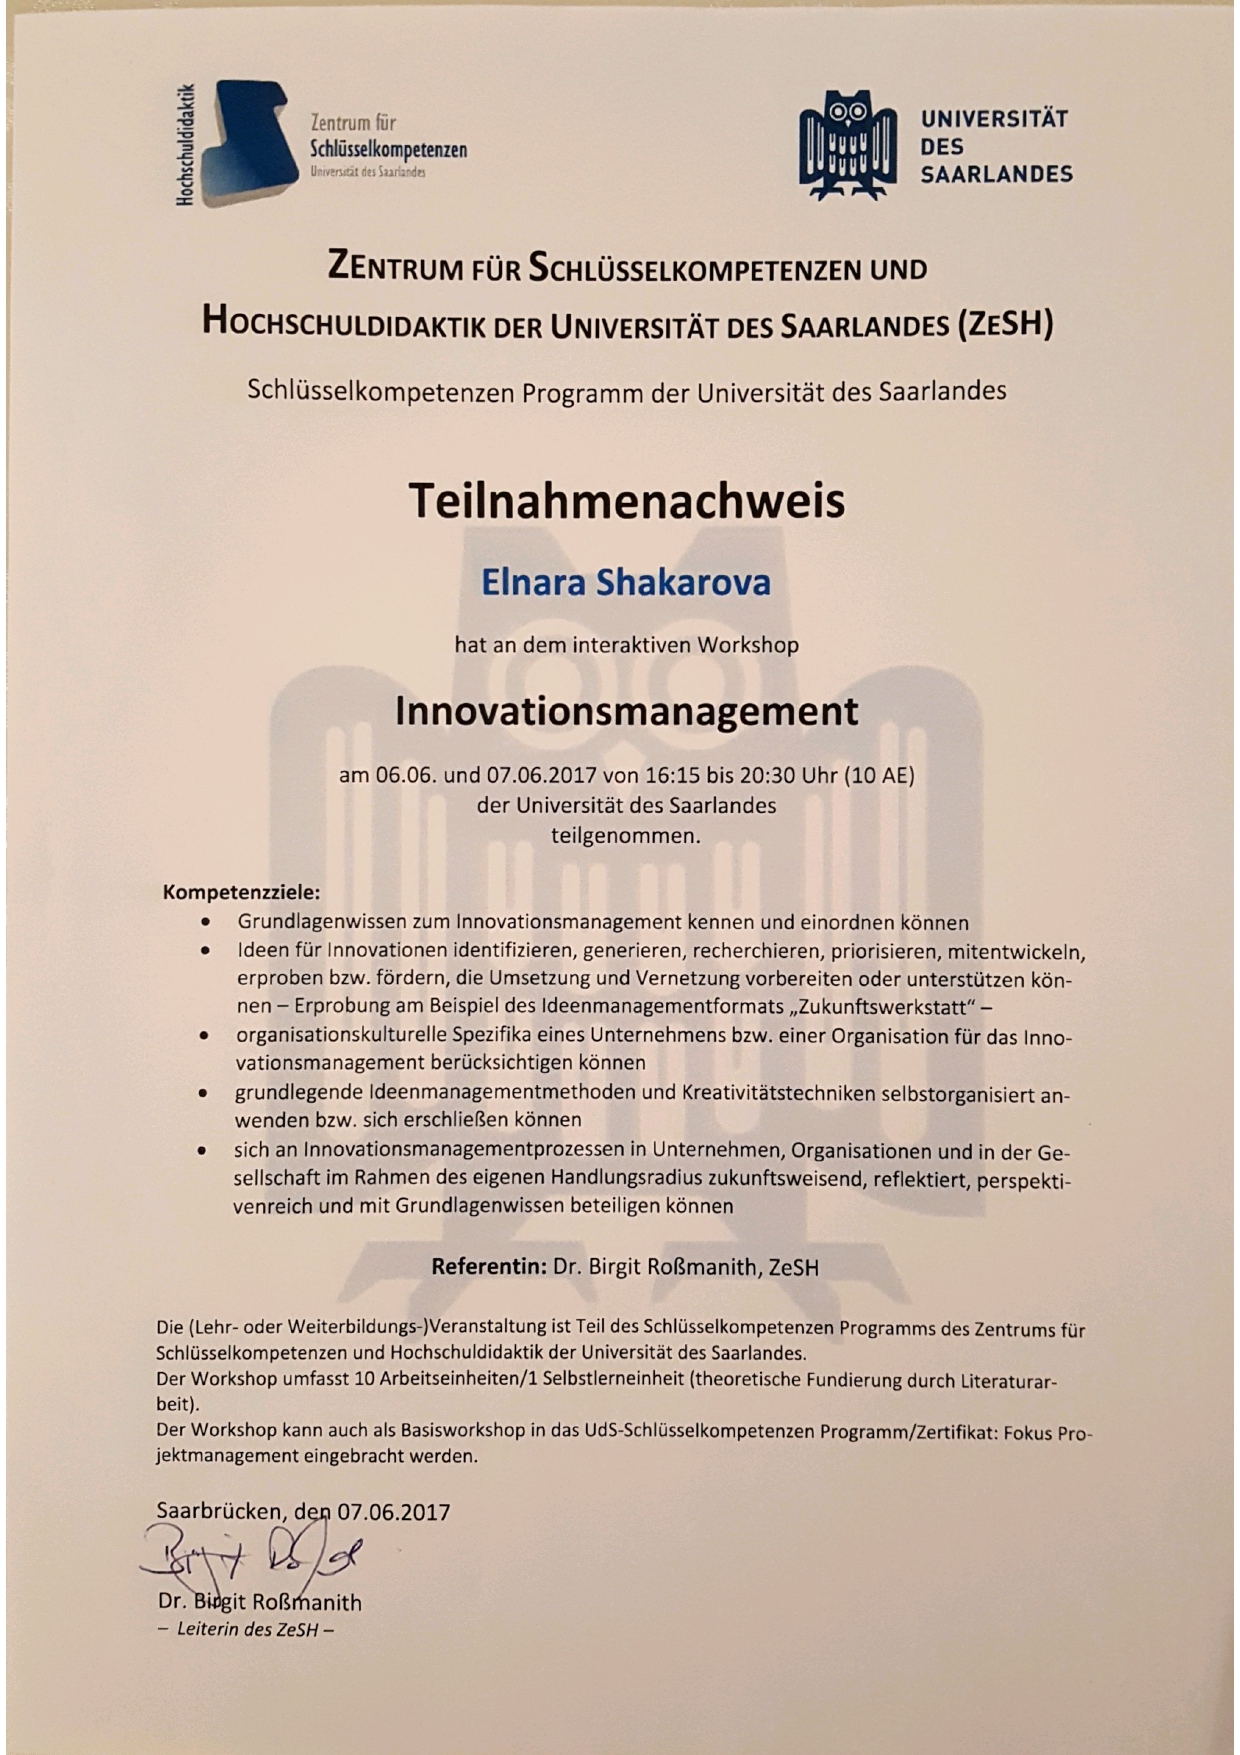 Hochschuldidaktik
Zentrum für
Schlüsselkompetenzen
Universität des Saarlandes
UNIVERSITÄT
DES
SAARLANDES
ZENTRUM FÜR SCHLÜSSELKOMPETENZEN UND
HOCHSCHULDIDAKTIK DER UNIVERSITÄT DES SAARLANDES (ZESH)
Schlüsselkompetenzen Programm der Universität des Saarlandes
Teilnahmenachweis
Elnara Shakarova
hat an dem interaktiven Workshop
Innovationsmanagement
am 06.06. und 07.06.2017 von 16:15 bis 20:30 Uhr (10 AE)
der Universität des Saarlandes
teilgenommen.
Kompetenzziele:
• Grundlagenwissen zum Innovationsmanagement kennen und einordnen können
• Ideen für Innovationen identifizieren, generieren, recherchieren, priorisieren, mitentwickeln,
erproben bzw. fördern, die Umsetzung und Vernetzung vorbereiten oder unterstützen kön-
nen – Erprobung am Beispiel des Ideenmanagementformats „Zukunftswerkstatt“ –
• organisationskulturelle Spezifika eines Unternehmens bzw. einer Organisation für das Inno-
vationsmanagement berücksichtigen können
• grundlegende Ideenmanagementmethoden und Kreativitätstechniken selbstorganisiert an-
wenden bzw. sich erschließen können
• sich an Innovationsmanagementprozessen in Unternehmen, Organisationen und in der Ge-
sellschaft im Rahmen des eigenen Handlungsradius zukunftsweisend, reflektiert, perspekti-
venreich und mit Grundlagenwissen beteiligen können
Referentin: Dr. Birgit Roßmanith, ZeSH
Die (Lehr- oder Weiterbildungs-)Veranstaltung ist Teil des Schlüsselkompetenzen Programms des Zentrums für
Schlüsselkompetenzen und Hochschuldidaktik der Universität des Saarlandes.
Der Workshop umfasst 10 Arbeitseinheiten/1 Selbstlerneinheit (theoretische Fundierung durch Literaturar-
beit).
Der Workshop kann auch als Basisworkshop in das UdS-Schlüsselkompetenzen Programm/Zertifikat: Fokus Pro-
jektmanagement eingebracht werden.
Saarbrücken, den 07.06.2017
Dr. Birgit Roßmanith
– Leiterin des ZeSH –